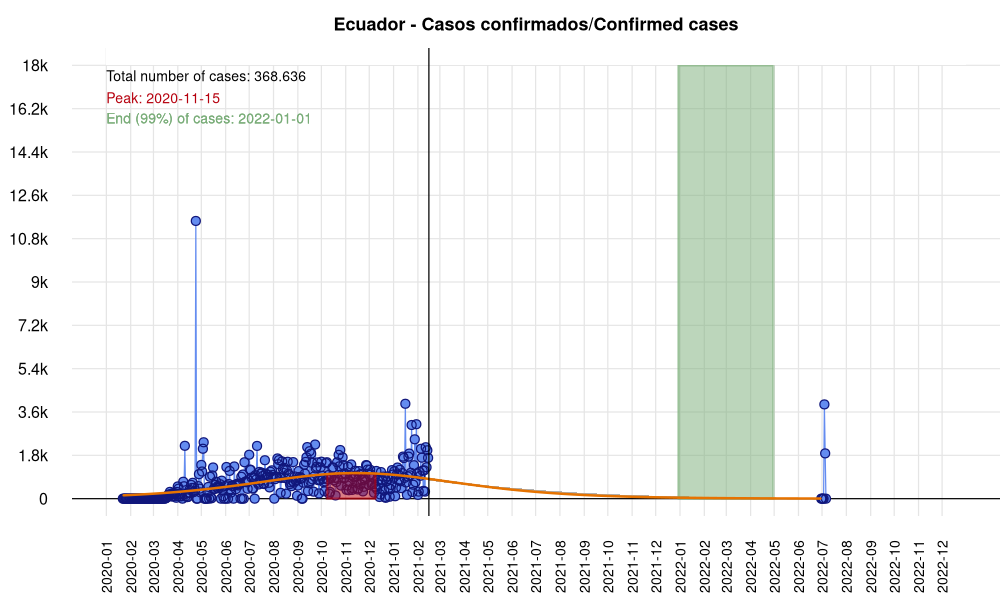 Ecuador - Casos confirmados/Confirmed cases
Total number of cases: 368.636
Peak: 2020-11-15
End (99%) of cases: 2022-01-01
18k
16.2k
14.4k
12.6k
10.8k
9k
7.2k
5.4k
3.6k
1.8k
0
2020-01
2020-02
2020-03
2020-04
2020-05
2020-06
2020-07
2020-08
2020-09
2020-10
2020-11
2020-12
2021-01
2021-02
2021-03
2021-04
2021-05
2021-06
2021-07
2021-08
2021-09
2021-10
2021-11
2021-12
2022-01
2022-02
2022-03
2022-04
2022-05
2022-06
2022-07
2022-08
2022-09
2022-10
2022-11
2022-12